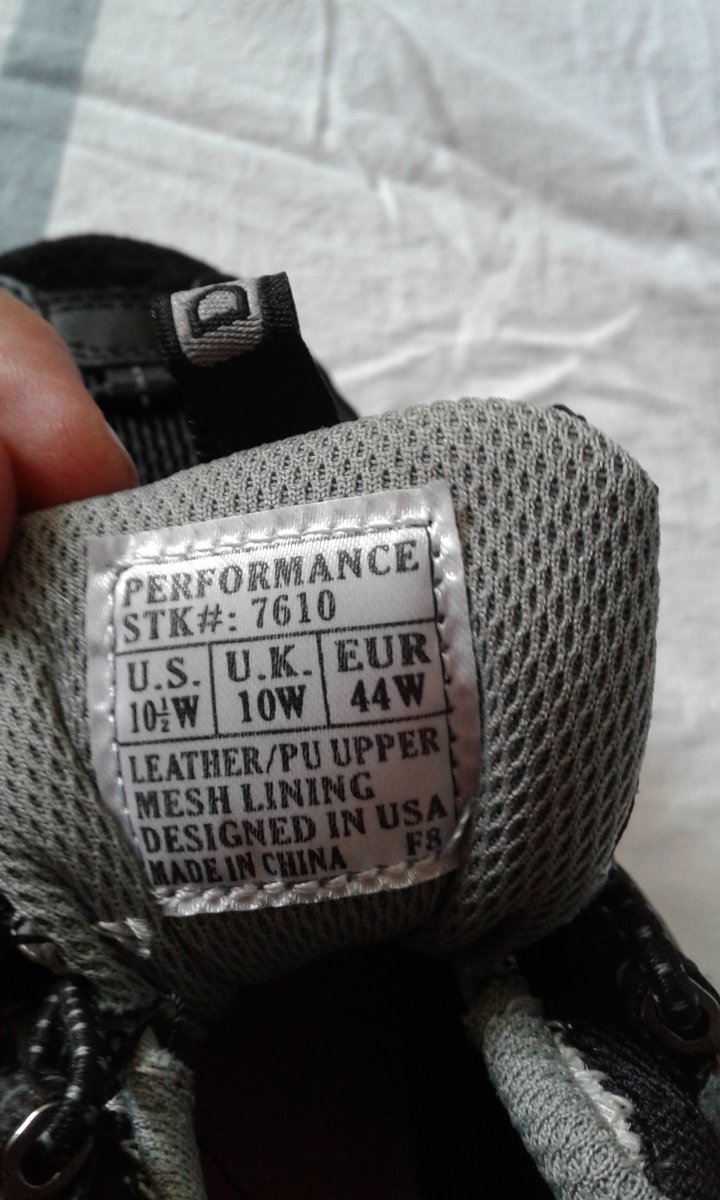 D
PERFORMANCE
STK#: 7610
U.S. U.K. EUR
10½W 10W 44W
LEATHER/PU UPPER
MESH LINING
DESIGNED IN USA
MADE IN CHINA F8